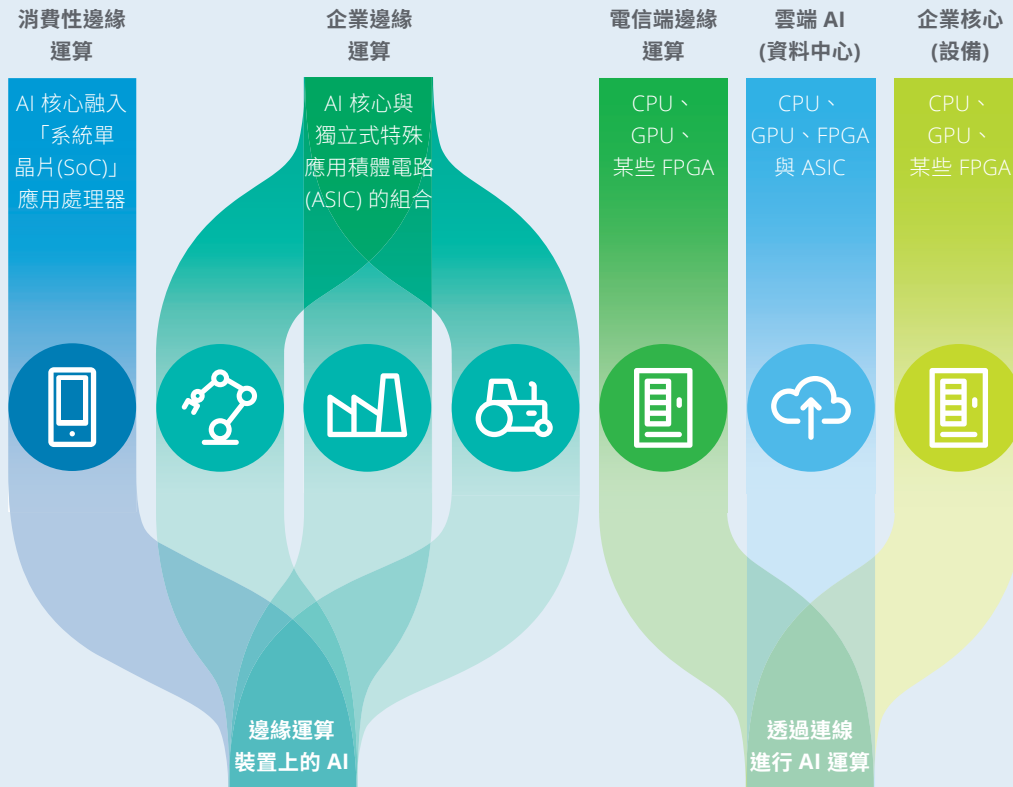 消費性邊緣
運算
企業邊緣
運算
電信端邊緣
運算
雲端 AI
(資料中心)
企業核心
(設備)
AI 核心融入
「系統單
晶片(SoC)」
應用處理器
AI 核心與
獨立式特殊
應用積體電路
(ASIC) 的組合
CPU、
GPU、
某些 FPGA
CPU、
GPU、FPGA
與 ASIC
CPU、
GPU、
某些 FPGA
邊緣運算
裝置上的 AI
透過連線
進行 AI 運算